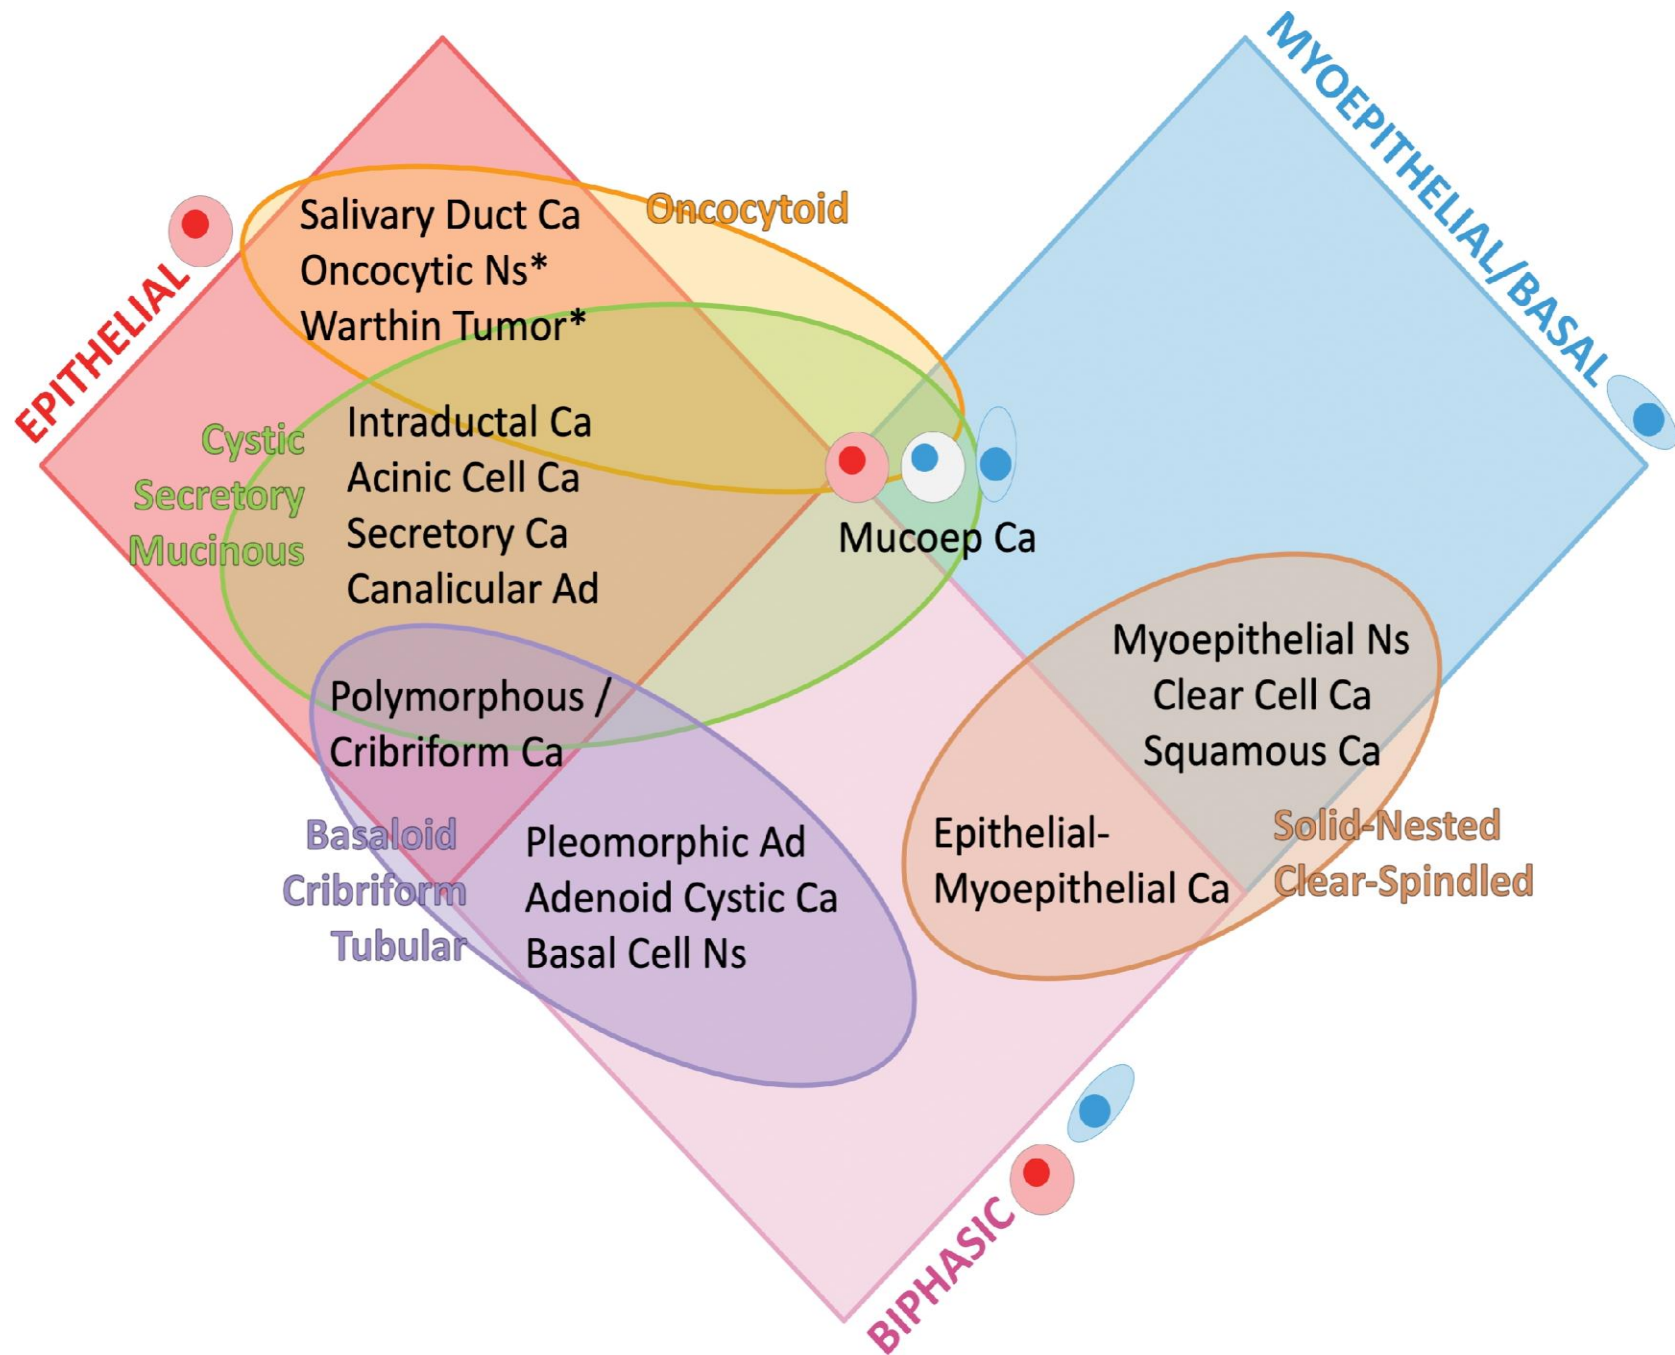 MYOEPITHELIAL/BASAL
EPITHELIAL
Oncocytoid
Salivary Duct Ca
Oncocytic Ns*
Warthin Tumor*
Cystic
Secretory
Mucinous
Intraductal Ca
Acinic Cell Ca
Secretory Ca
Canalicular Ad
Mucoep Ca
Polymorphous /
Cribriform Ca
Basaloid
Cribriform
Tubular
Pleomorphic Ad
Adenoid Cystic Ca
Basal Cell Ns
Myoepithelial Ns
Clear Cell Ca
Squamous Ca
Epithelial-
Myoepithelial Ca
Solid-Nested
Clear-Spindled
BIPHASIC